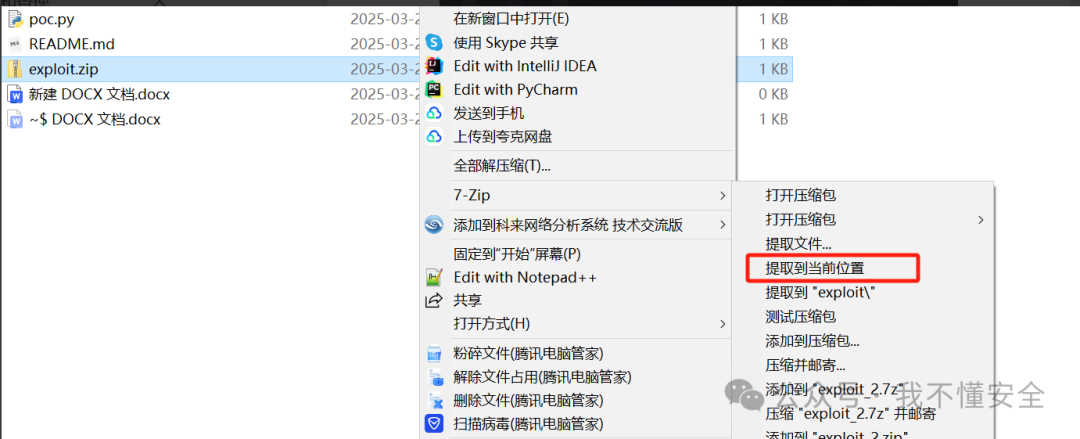 poc.py 2025-03-2 1 KB
README.md 2025-03-2 1 KB
exploit.zip 2025-03-2 1 KB
新建 DOCX 文档.docx 2025-03-2 0 KB
~$ DOCX 文档.docx 2025-03-2 1 KB
在新窗口中打开(E)
使用 Skype 共享
Edit with IntelliJ IDEA
Edit with PyCharm
发送到手机
上传到夸克网盘
全部解压缩(T)...
7-Zip
添加到科来网络分析系统 技术交流版
固定到"开始"屏幕(P)
Edit with Notepad++
共享
打开方式(H)
粉碎文件(腾讯电脑管家)
解除文件占用(腾讯电脑管家)
删除文件(腾讯电脑管家)
扫描病毒(腾讯电脑管家)
打开压缩包
打开压缩包
提取文件...
提取到当前位置
提取到 "exploit\"
测试压缩包
添加到压缩包...
压缩并邮寄...
添加到 "exploit_2.7z"
压缩 "exploit_2.7z" 并邮寄
添加到 "exploit_2.zip"
公众号 · 我不懂安全